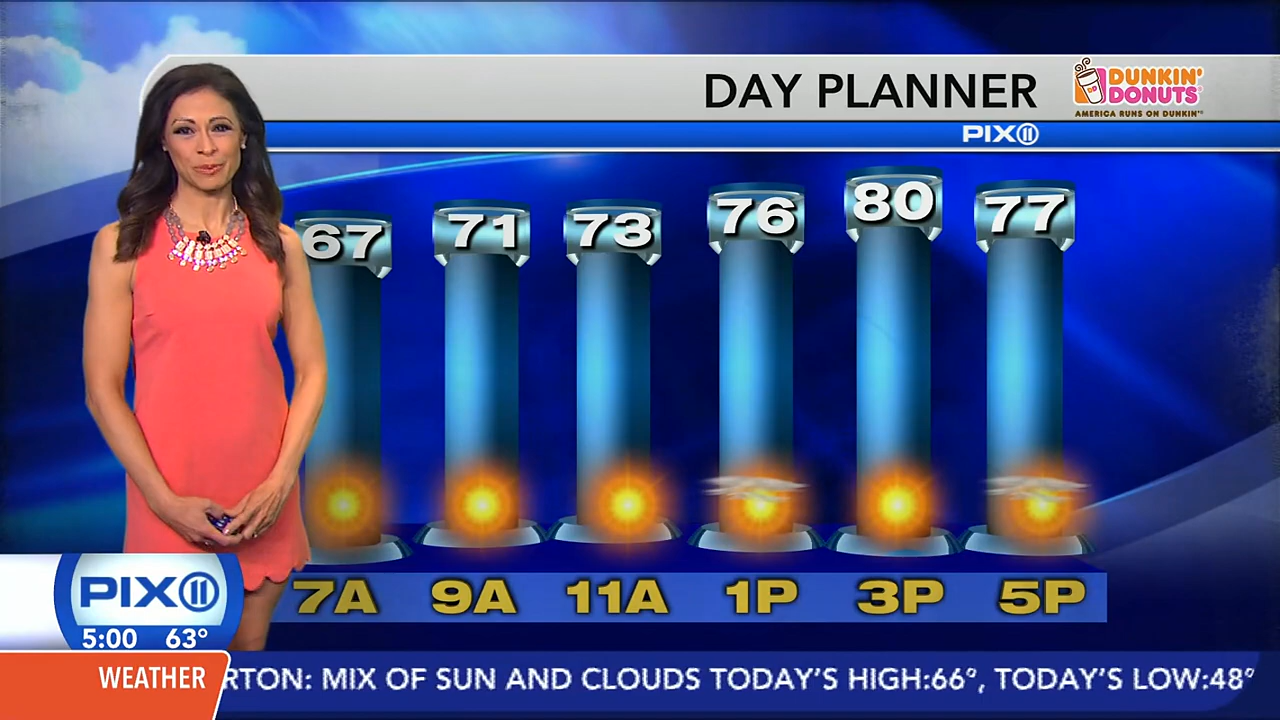 DAY PLANNER
DUNKIN'
DONUTS
AMERICA RUNS ON DUNKIN'
PIX11
67 71 73 76 80 77
7A 9A 11A 1P 3P 5P
PIX11
5:00 63°
WEATHER
RTON: MIX OF SUN AND CLOUDS TODAY'S HIGH:66°, TODAY'S LOW:48°